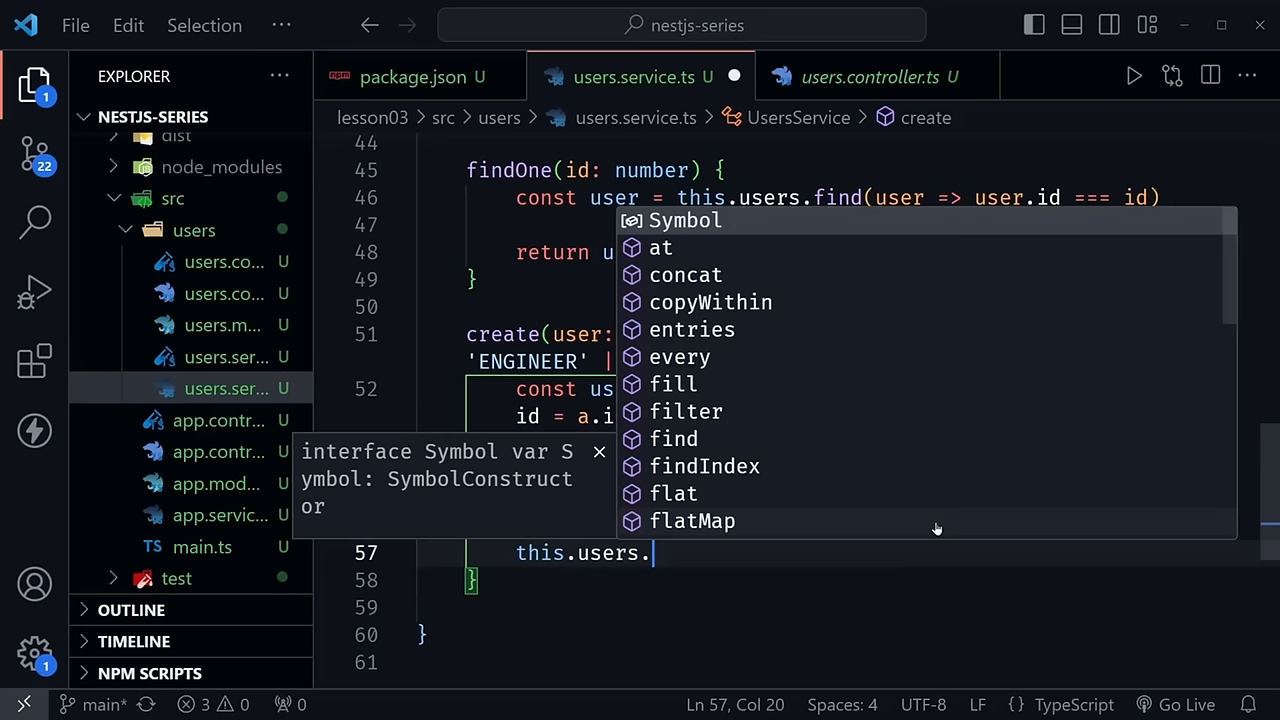 File Edit Selection ··· nestjs-series
EXPLORER ···
package.json U
users.service.ts U
users.controller.ts U
···
NESTJS-SERIES
lesson03 > src > users > users.service.ts > UsersService > create
dist
node_modules
src
users
users.co... U
users.co... U
users.m... U
users.ser... U
users.ser... U
app.contr... U
app.contr... U
app.mod... U
app.servic... U
TS main.ts U
test
OUTLINE
TIMELINE
NPM SCRIPTS
1
22
1
44
45 findOne(id: number) {
46 const user = this.users.find(user => user.id === id)
47
48 return u
49 }
50
51 create(user:
'ENGINEER' |
52 const us
id = a.i
57 this.users.
58 }
59
60 }
61
Symbol
at
concat
copyWithin
entries
every
fill
filter
find
findIndex
flat
flatMap
interface Symbol var S
ymbol: SymbolConstruct
or
main* 3 0 0 Ln 57, Col 20 Spaces: 4 UTF-8 LF {} TypeScript Go Live